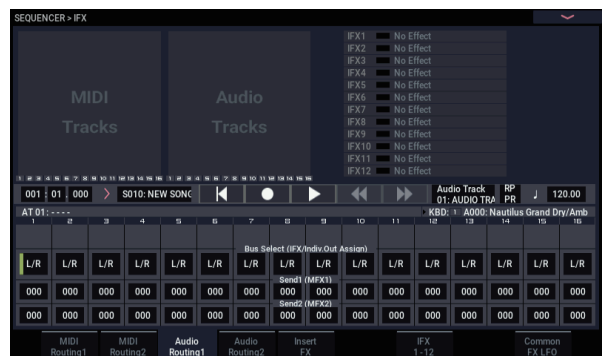 SEQUENCER > IFX
MIDI
Tracks
Audio
Tracks
IFX1 No Effect
IFX2 No Effect
IFX3 No Effect
IFX4 No Effect
IFX5 No Effect
IFX6 No Effect
IFX7 No Effect
IFX8 No Effect
IFX9 No Effect
IFX10 No Effect
IFX11 No Effect
IFX12 No Effect
1 2 3 4 5 6 7 8 9 10 11 12 13 14 15 16 1 2 3 4 5 6 7 8 9 10 11 12 13 14 15 16
001 : 01 . 000 S010: NEW SONG Audio Track RP ♩ 120.00
01: AUDIO TRA PR
AT 01: ---- KBD: 1 A000: Nautilus Grand Dry/Amb
1 2 3 4 5 6 7 8 9 10 11 12 13 14 15 16
Bus Select (IFX/Indiv.Out Assign)
L/R L/R L/R L/R L/R L/R L/R L/R L/R L/R L/R L/R L/R L/R L/R L/R
Send1 (MFX1)
000 000 000 000 000 000 000 000 000 000 000 000 000 000 000 000
Send2 (MFX2)
000 000 000 000 000 000 000 000 000 000 000 000 000 000 000 000
MIDI Routing1 MIDI Routing2 Audio Routing1 Audio Routing2 Insert FX IFX 1-12 Common FX LFO